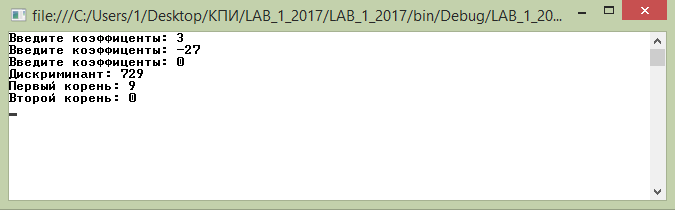 file:///C:/Users/1/Desktop/КПИ/LAB_1_2017/LAB_1_2017/bin/Debug/LAB_1_20...
Введите коэффиценты: 3
Введите коэффиценты: -27
Введите коэффиценты: 0
Дискриминант: 729
Первый корень: 9
Второй корень: 0